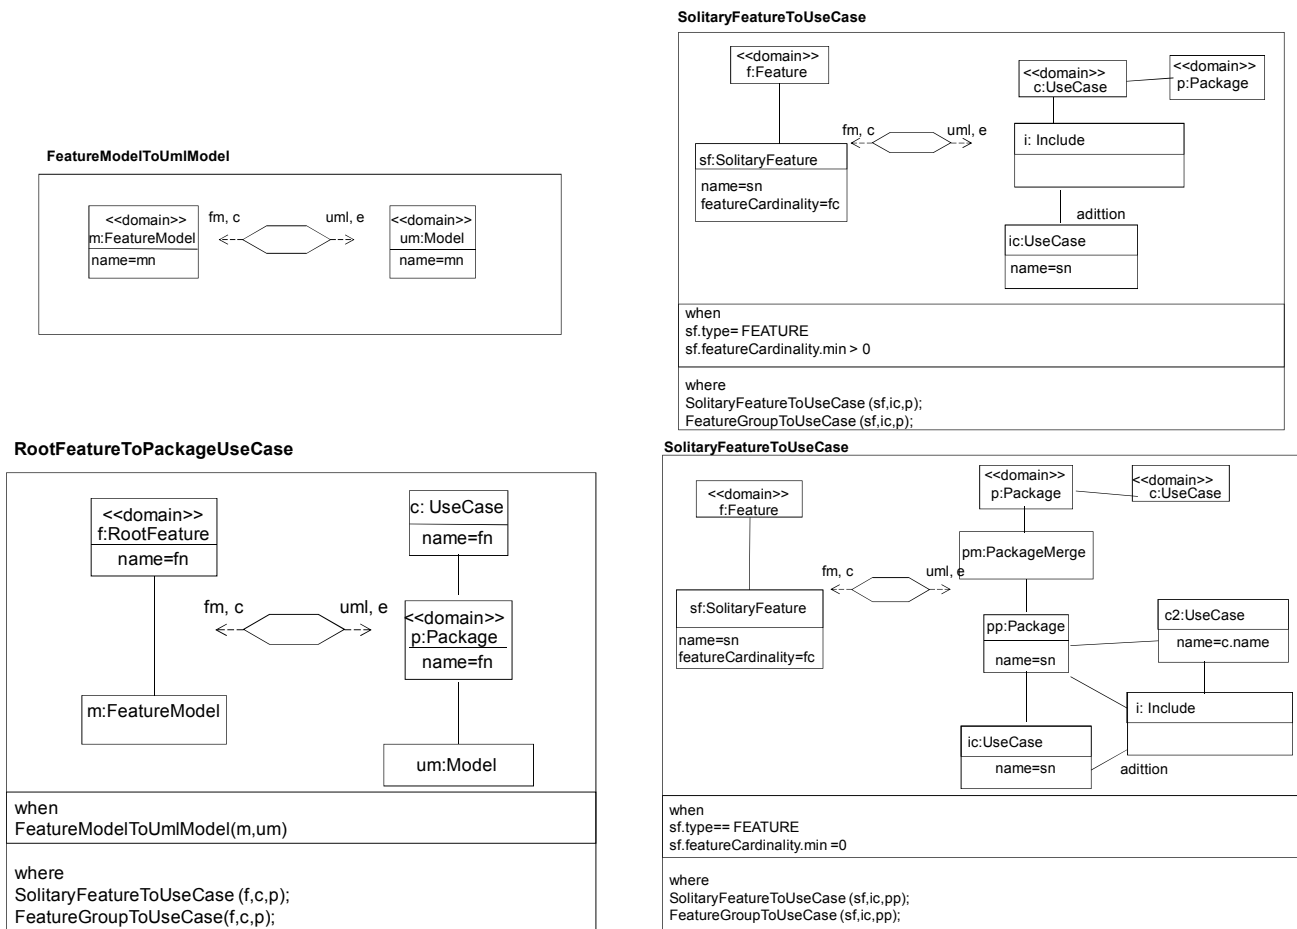 FeatureModelToUmlModel
<<domain>>
m:FeatureModel
name=mn
fm, c
uml, e
<<domain>>
um:Model
name=mn
SolitaryFeatureToUseCase
<<domain>>
f:Feature
sf:SolitaryFeature
name=sn
featureCardinality=fc
fm, c
uml, e
<<domain>>
c:UseCase
<<domain>>
p:Package
i: Include
adittion
ic:UseCase
name=sn
when
sf.type= FEATURE
sf.featureCardinality.min > 0
where
SolitaryFeatureToUseCase (sf,ic,p);
FeatureGroupToUseCase (sf,ic,p);
RootFeatureToPackageUseCase
<<domain>>
f:RootFeature
name=fn
m:FeatureModel
fm, c
uml, e
c: UseCase
name=fn
<<domain>>
p:Package
name=fn
um:Model
when
FeatureModelToUmlModel(m,um)
where
SolitaryFeatureToUseCase (f,c,p);
FeatureGroupToUseCase(f,c,p);
SolitaryFeatureToUseCase
<<domain>>
f:Feature
sf:SolitaryFeature
name=sn
featureCardinality=fc
fm, c
uml, e
<<domain>>
p:Package
<<domain>>
c:UseCase
pm:PackageMerge
pp:Package
name=sn
c2:UseCase
name=c.name
i: Include
ic:UseCase
name=sn
adittion
when
sf.type== FEATURE
sf.featureCardinality.min =0
where
SolitaryFeatureToUseCase (sf,ic,pp);
FeatureGroupToUseCase (sf,ic,pp);